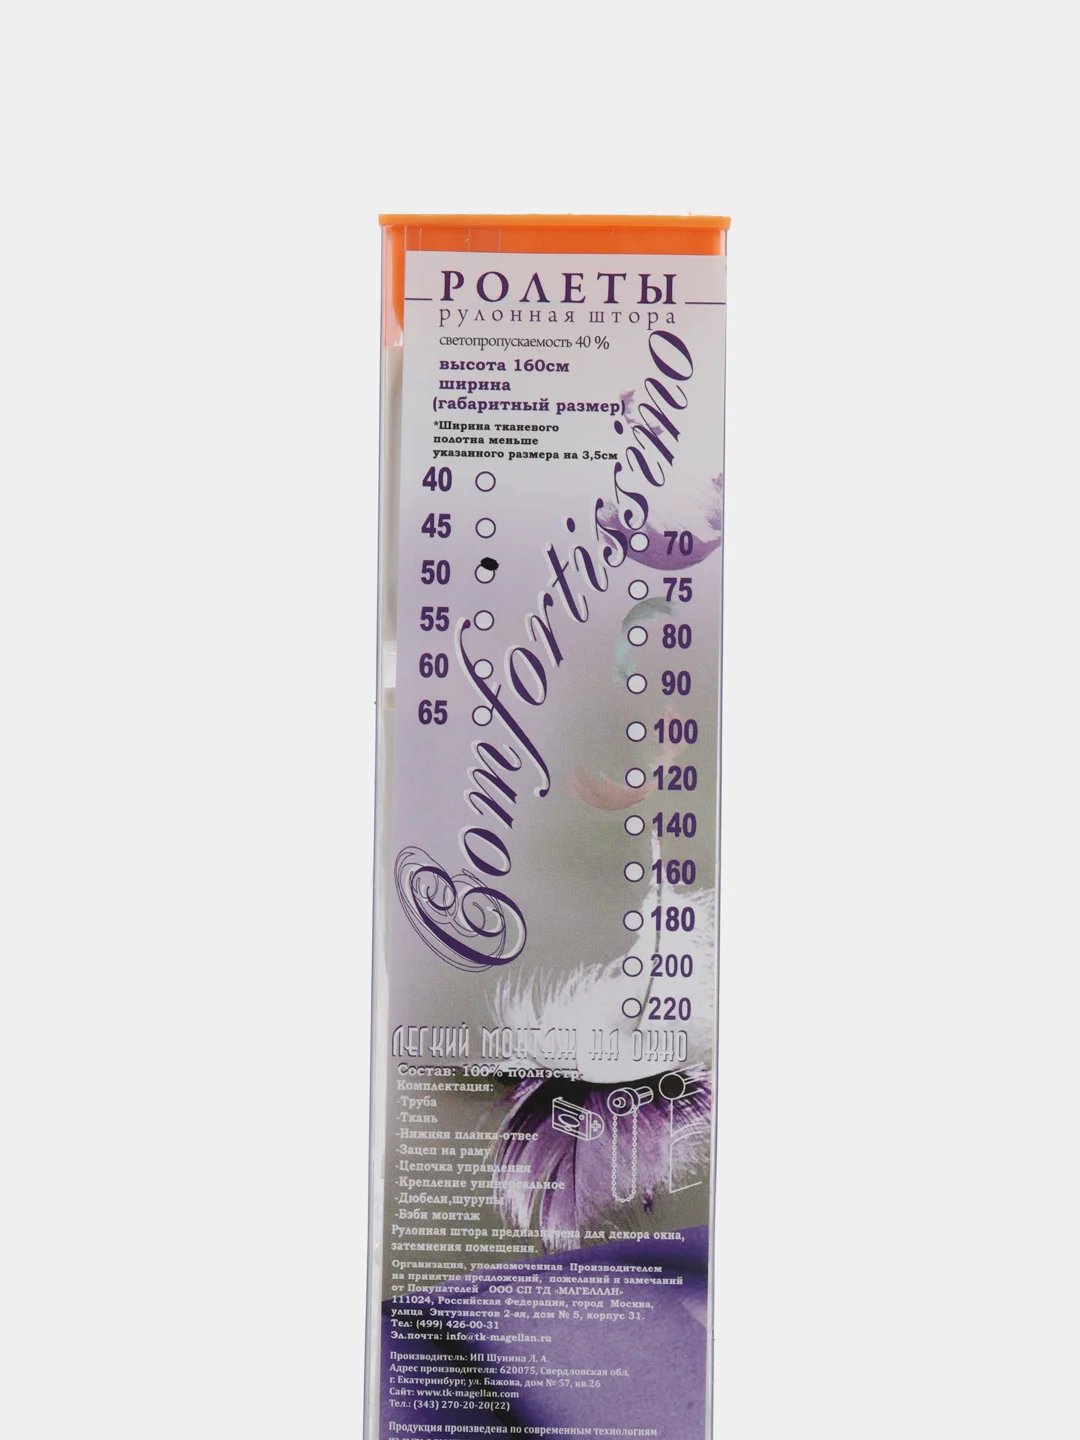 РОЛЕТЫ
рулонная штора
светопропускаемость 40 %
высота 160см
ширина
(габаритный размер)
*Ширина тканевого
полотна меньше
указанного размера на 3,5см
40
45
50
55
60
65
Comfortissimo
70
75
80
90
100
120
140
160
180
200
220
ЛЕГКИЙ МОНТАЖ НА ОКНО
Состав: 100% полиэстр.
Комплектация:
-Труба
-Ткань
-Нижняя планка-отвес
-Зацеп на раму
-Цепочка управления
-Крепление универсальное
-Дюбели,шурупы
-Бэби монтаж
Рулонная штора предназначена для декора окна,
затемнения помещения.
Организация, уполномоченная Производителем
на принятие предложений, пожеланий и замечаний
от Покупателей ООО СП ТД «МАГЕЛЛАН»
111024, Российская Федерация, город Москва,
улица Энтузиастов 2-ая, дом № 5, корпус 31.
Тел: (499) 426-00-31
Эл.почта: info@tk-magellan.ru
Производитель: ИП Шунина Л. А.
Адрес производителя: 620075, Свердловская обл,
г. Екатеринбург, ул. Бажова, дом № 57, кв.26
Сайт: www.tk-magellan.com
Тел.: (343) 270-20-20(22)
Продукция произведена по современным технологиям